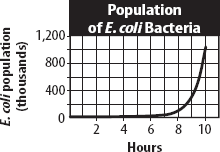 Population
of E. coli Bacteria
E. coli population
(thousands)
1,200
800
400
0
2 4 6 8 10
Hours